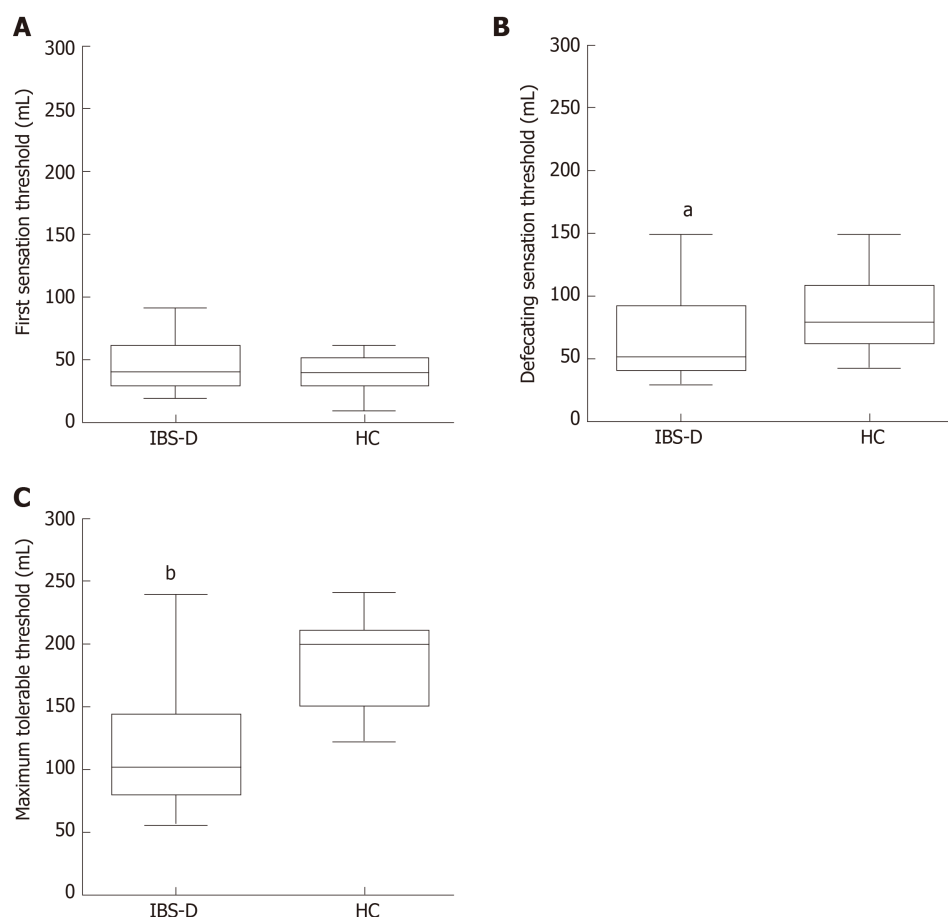 A
First sensation threshold (mL)
300
250
200
150
100
50
0
IBS-D HC
B
Defecating sensation threshold (mL)
300
250
200
150
100
50
0
a
IBS-D HC
C
Maximum tolerable threshold (mL)
300
250
200
150
100
50
0
b
IBS-D HC